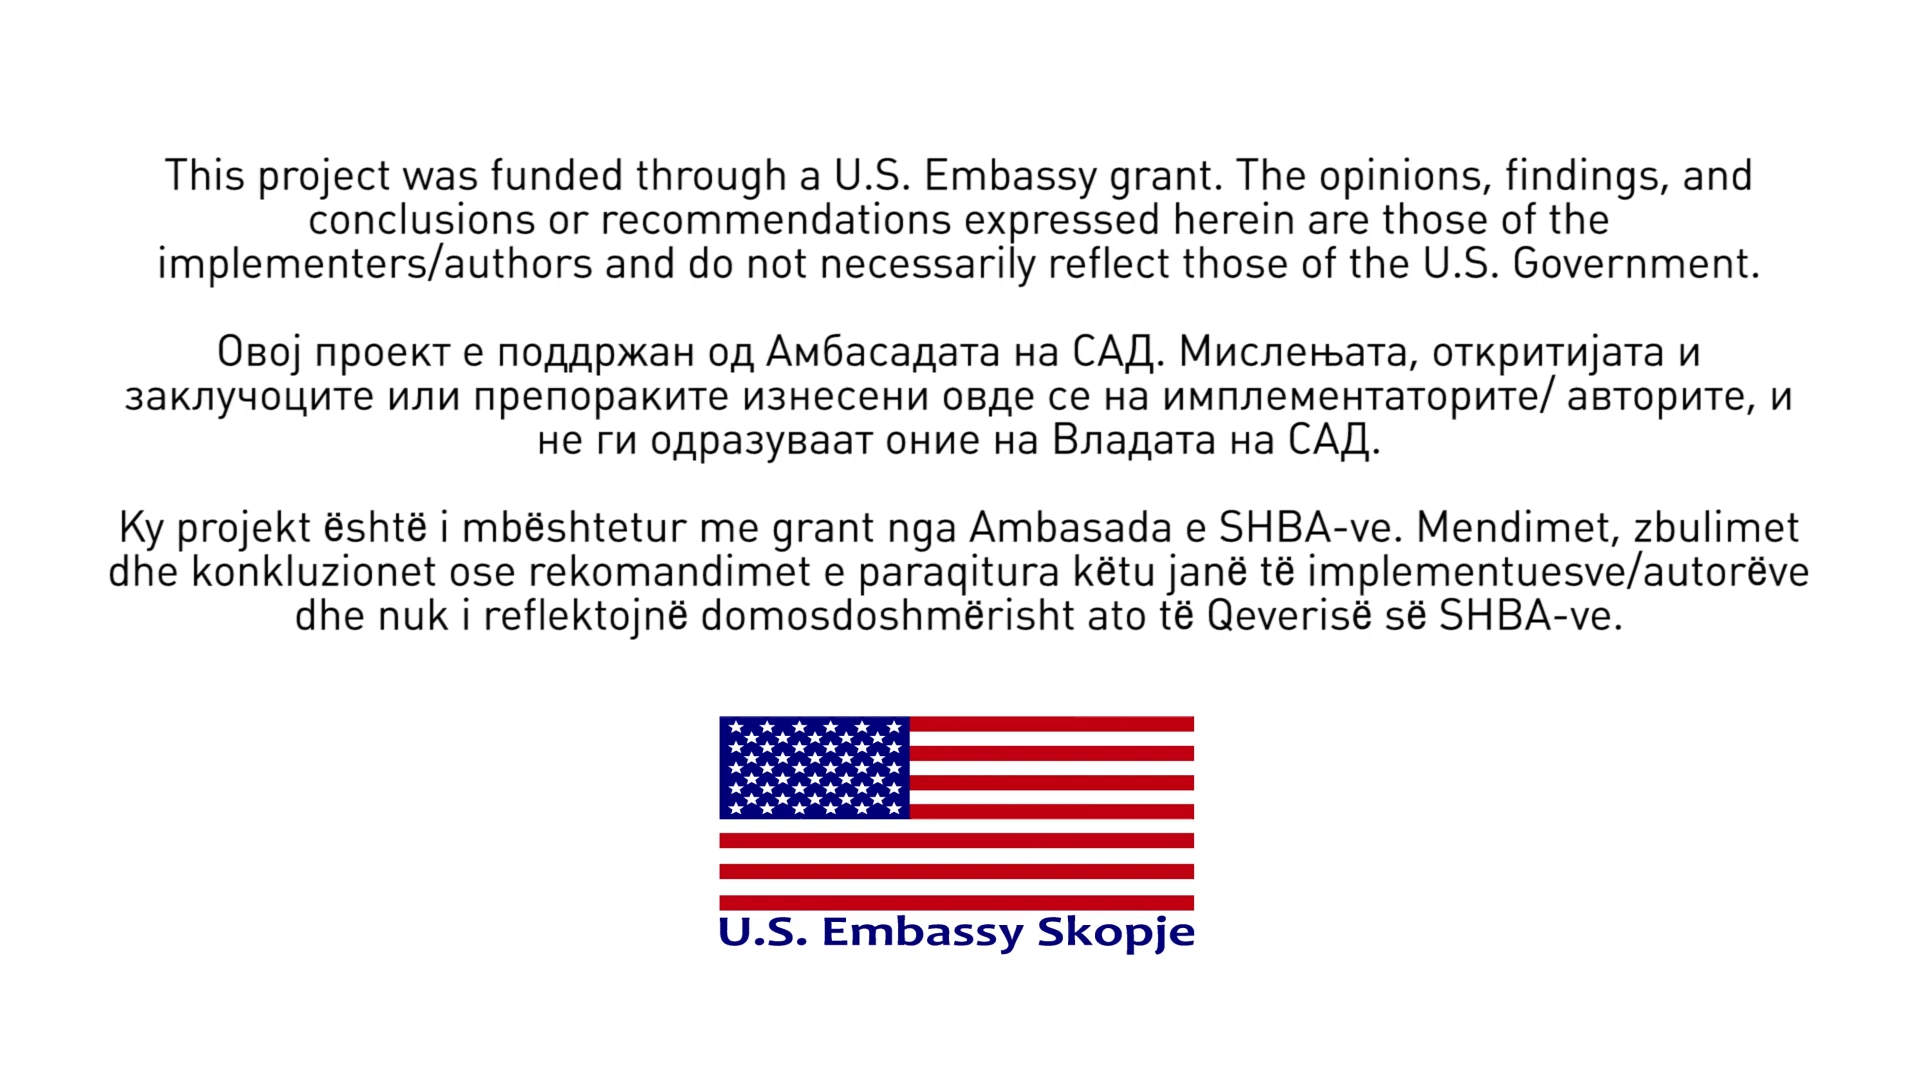 This project was funded through a U.S. Embassy grant. The opinions, findings, and
conclusions or recommendations expressed herein are those of the
implementers/authors and do not necessarily reflect those of the U.S. Government.
Овој проект е поддржан од Амбасадата на САД. Мислењата, откритијата и
заклучоците или препораките изнесени овде се на имплементаторите/ авторите, и
не ги одразуваат оние на Владата на САД.
Ky projekt është i mbështetur me grant nga Ambasada e SHBA-ve. Mendimet, zbulimet
dhe konkluzionet ose rekomandimet e paraqitura këtu janë të implementuesve/autorëve
dhe nuk i reflektojnë domosdoshmërisht ato të Qeverisë së SHBA-ve.
U.S. Embassy Skopje